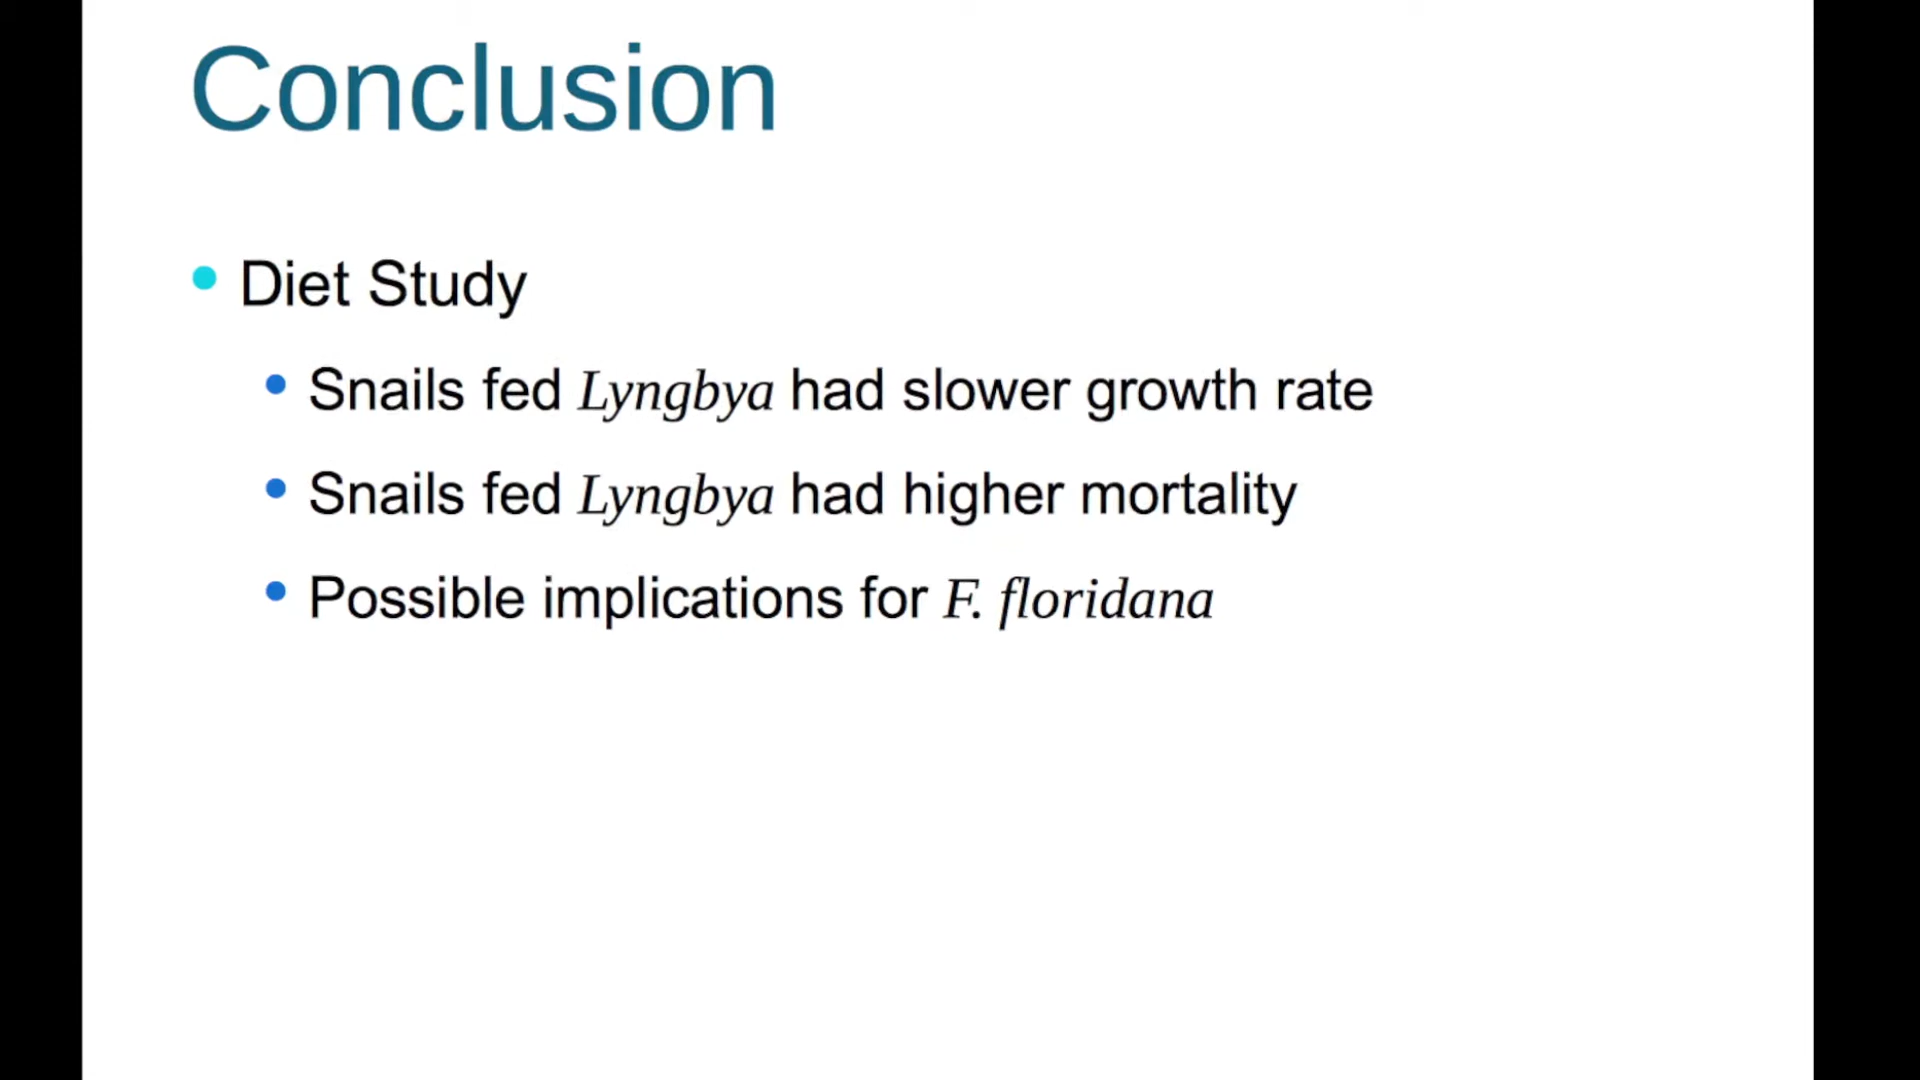 Conclusion
Diet Study
Snails fed Lyngbya had slower growth rate
Snails fed Lyngbya had higher mortality
Possible implications for F. floridana